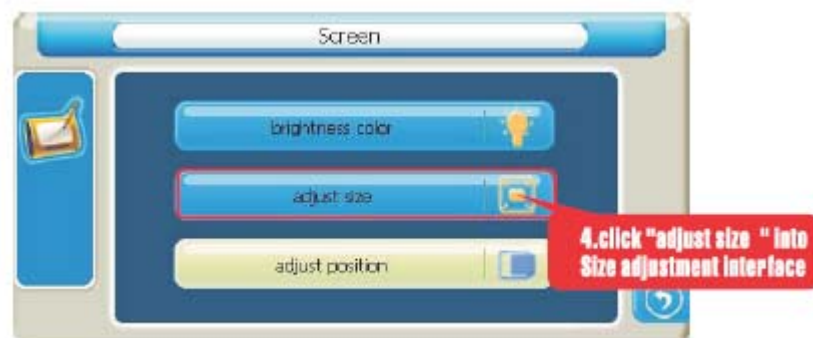 Screen
brightness color
adjust size
adjust position
4.click "adjust size " into
Size adjustment interface